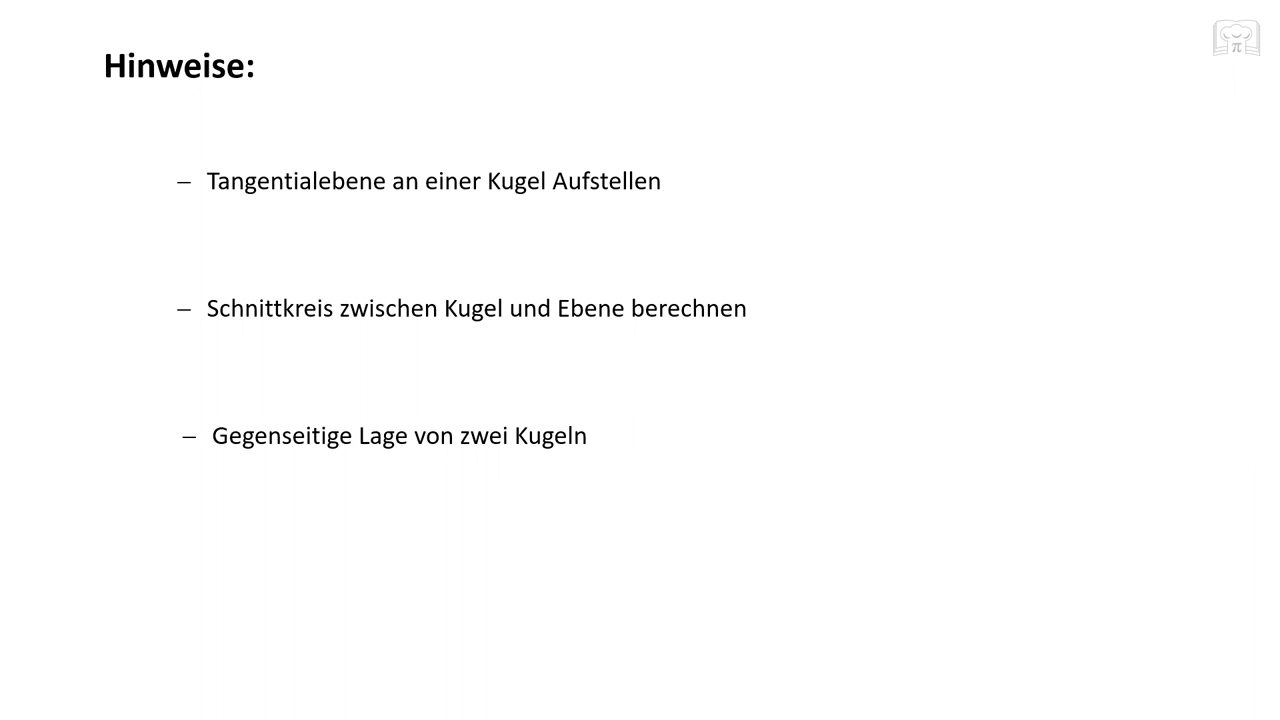 Hinweise:
– Tangentialebene an einer Kugel Aufstellen
– Schnittkreis zwischen Kugel und Ebene berechnen
– Gegenseitige Lage von zwei Kugeln
π